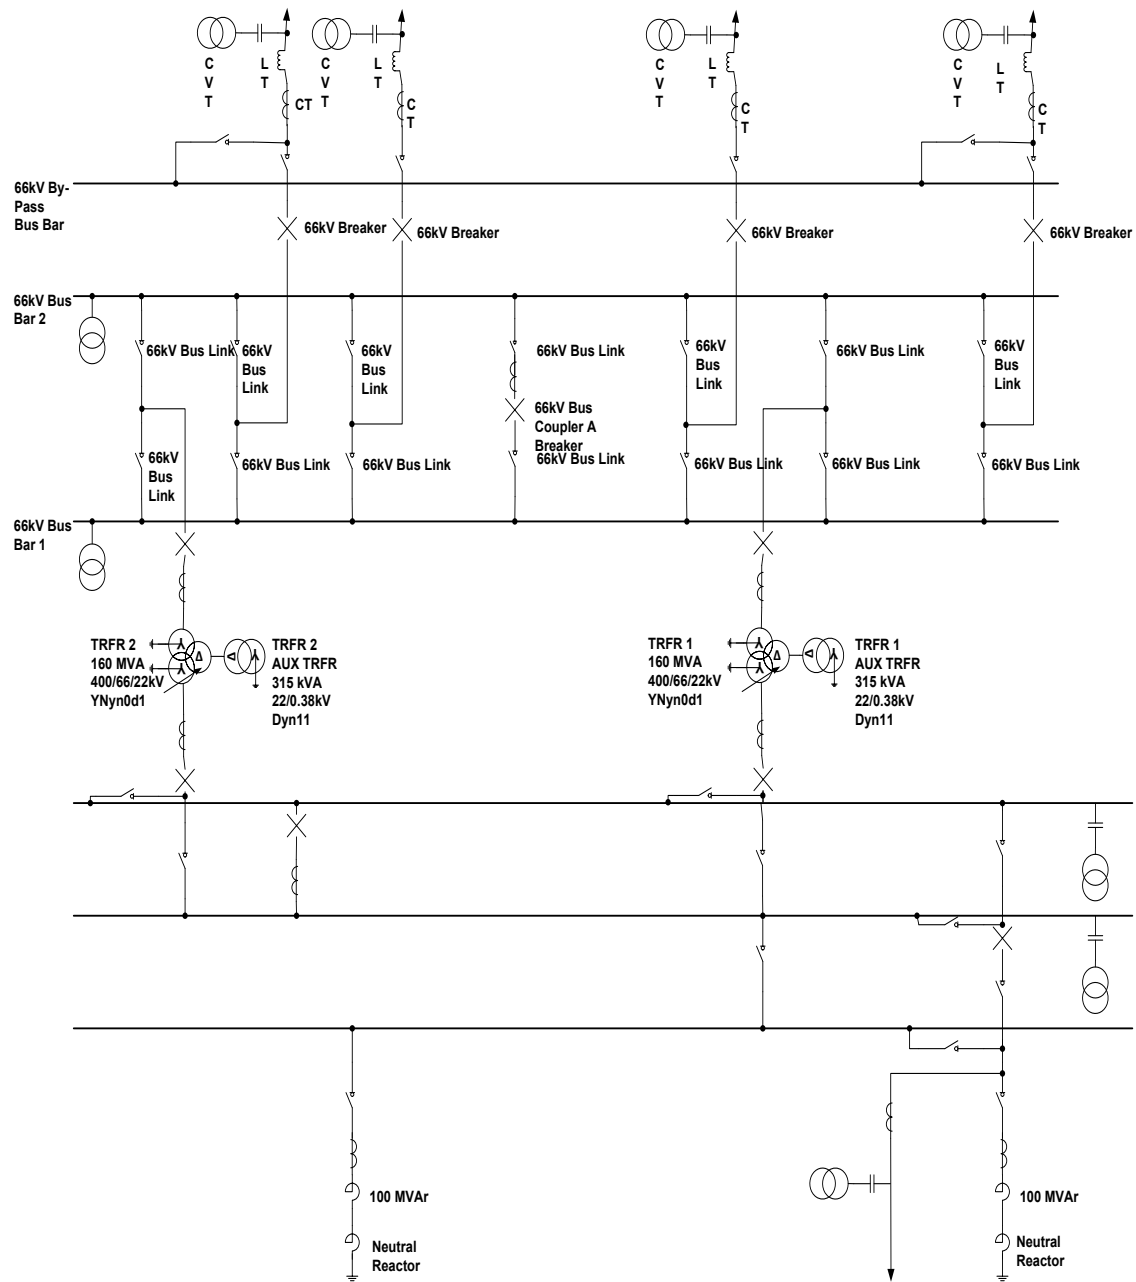 C
V
T
L
T
CT
C
V
T
L
T
C
T
C
V
T
L
T
C
T
C
V
T
L
T
C
T
66kV By-
Pass
Bus Bar
66kV Breaker
66kV Breaker
66kV Breaker
66kV Breaker
66kV Bus
Bar 2
66kV Bus Link
66kV
Bus
Link
66kV
Bus
Link
66kV Bus Link
66kV
Bus
Link
66kV Bus Link
66kV
Bus
Link
66kV Bus
Coupler A
Breaker
66kV
Bus
Link
66kV Bus Link
66kV Bus Link
66kV Bus Link
66kV Bus Link
66kV Bus Link
66kV Bus Link
66kV Bus
Bar 1
TRFR 2
160 MVA
400/66/22kV
YNyn0d1
TRFR 2
AUX TRFR
315 kVA
22/0.38kV
Dyn11
TRFR 1
160 MVA
400/66/22kV
YNyn0d1
TRFR 1
AUX TRFR
315 kVA
22/0.38kV
Dyn11
100 MVAr
Neutral
Reactor
100 MVAr
Neutral
Reactor